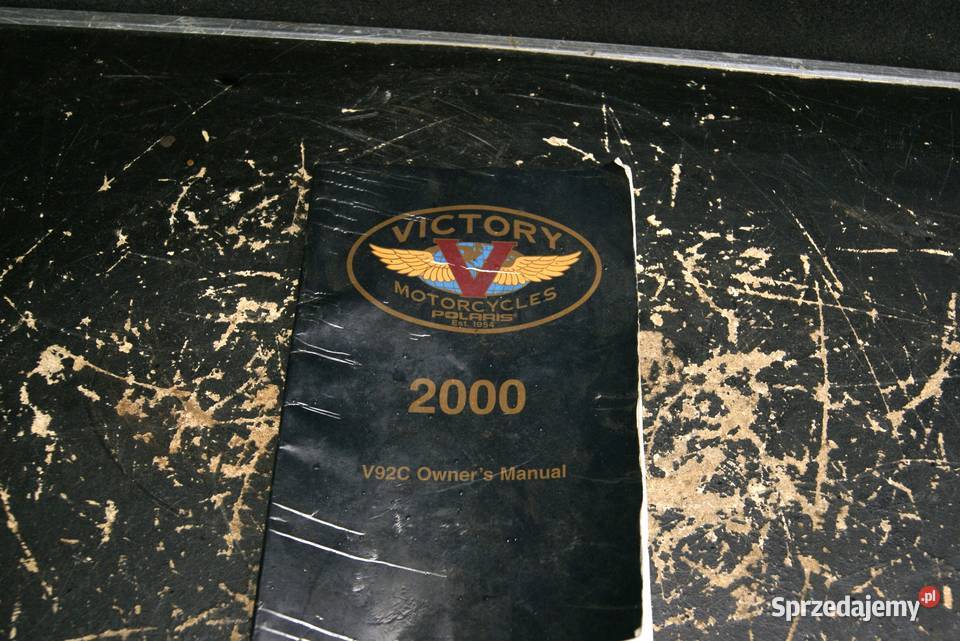 VICTORY
V
MOTORCYCLES
POLARIS
Est. 1954
2000
V92C Owner's Manual
Sprzedajemy.pl